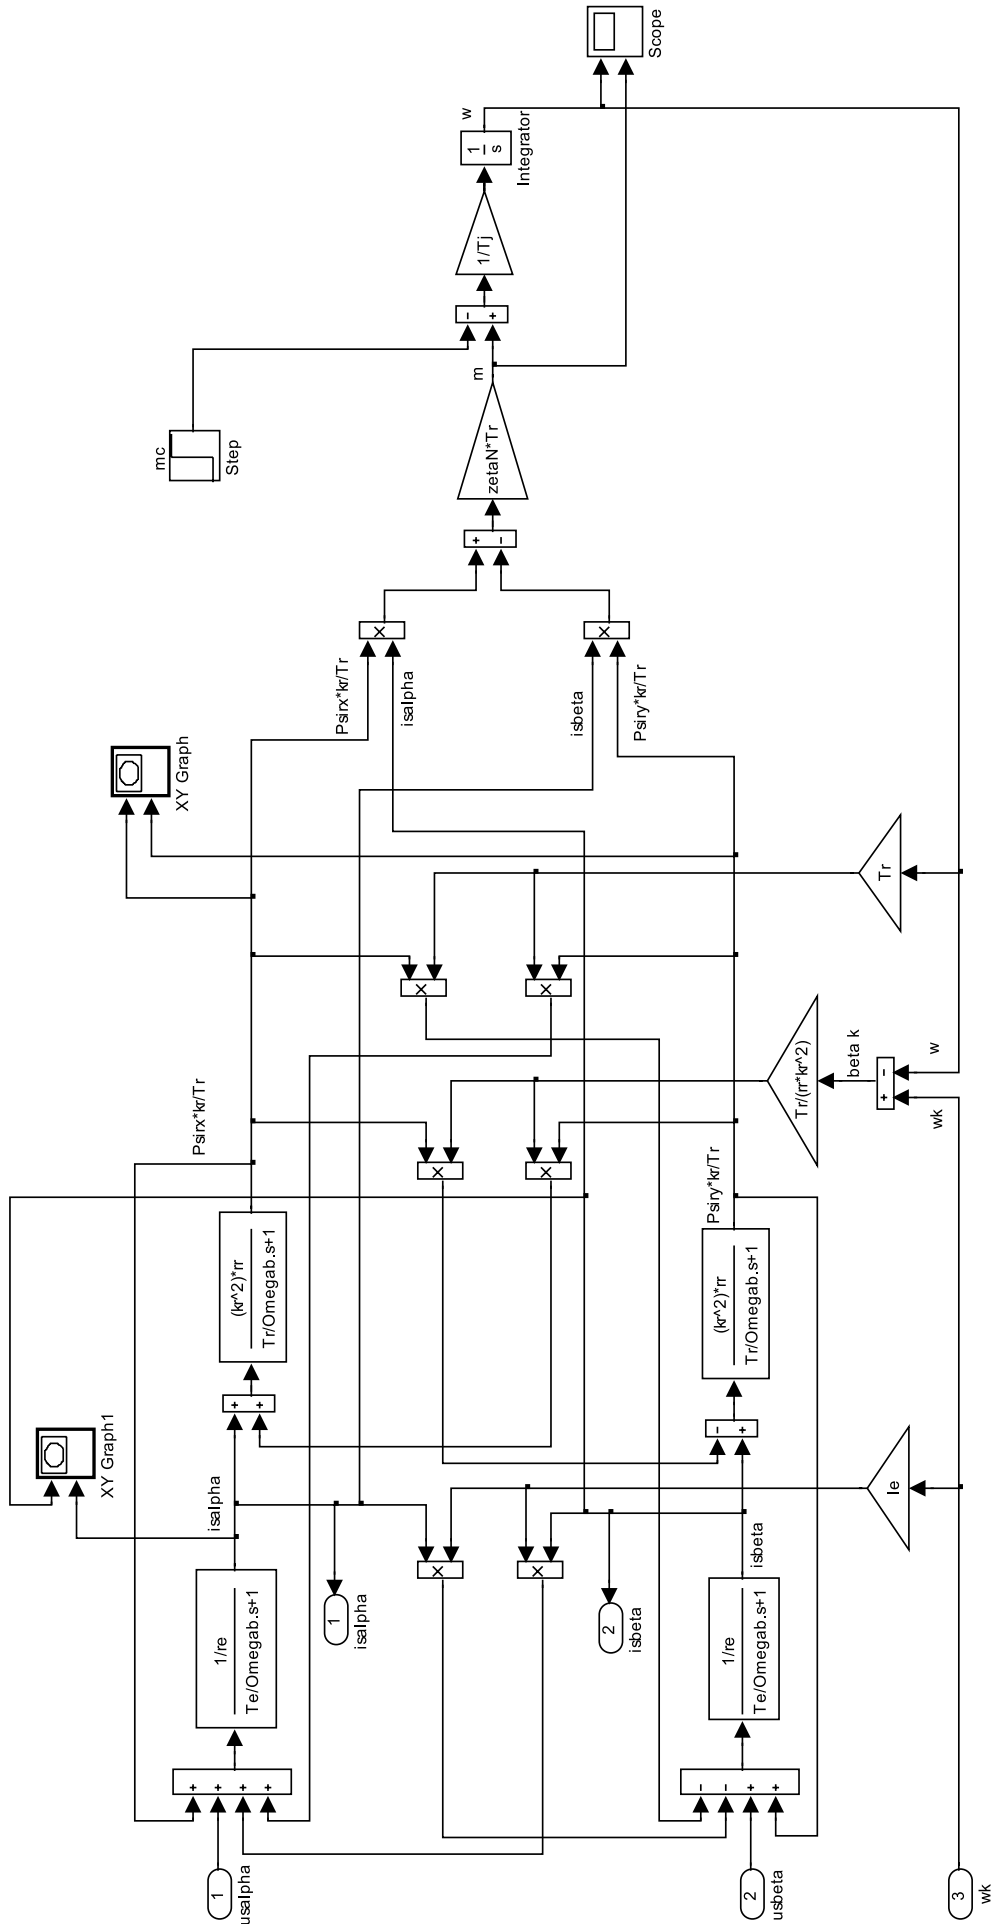 1
usalpha
+
+
+
+
1/re
Te/Omegab.s+1
isalpha
XY Graph1
+
+
(kr^2)*rr
Tr/Omegab.s+1
Psirx*kr/Tr
XY Graph
Psirx*kr/Tr
isalpha
×
mc
Step
1
isalpha
×
×
×
×
×
×
2
isbeta
isbeta
Psiry*kr/Tr
×
+
-
zetaN*Tr
m
-
+
1/Tj
1
s
Integrator
w
Scope
2
usbeta
-
-
+
+
1/re
Te/Omegab.s+1
isbeta
-
+
(kr^2)*rr
Tr/Omegab.s+1
Psiry*kr/Tr
3
wk
le
wk
w
+
-
beta k
Tr/(rr*kr^2)
Tr